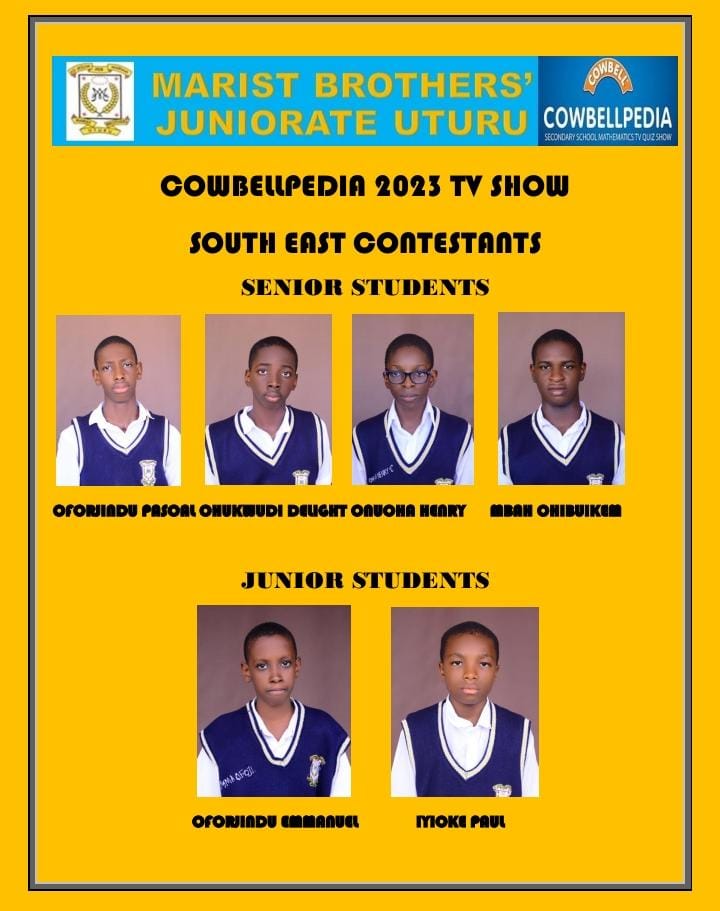 MARIST BROTHERS'
JUNIORATE UTURU
COWBELL
COWBELLPEDIA
SECONDARY SCHOOL MATHEMATICS TV QUIZ SHOW
COWBELLPEDIA 2023 TV SHOW
SOUTH EAST CONTESTANTS
SENIOR STUDENTS
OFORJINDU PASCAL CHUKWUDI DELIGHT ONUOHA HENRY MBAH CHIBUIKEM
JUNIOR STUDENTS
OFORJINDU EMMANUEL IYIOKE PAUL